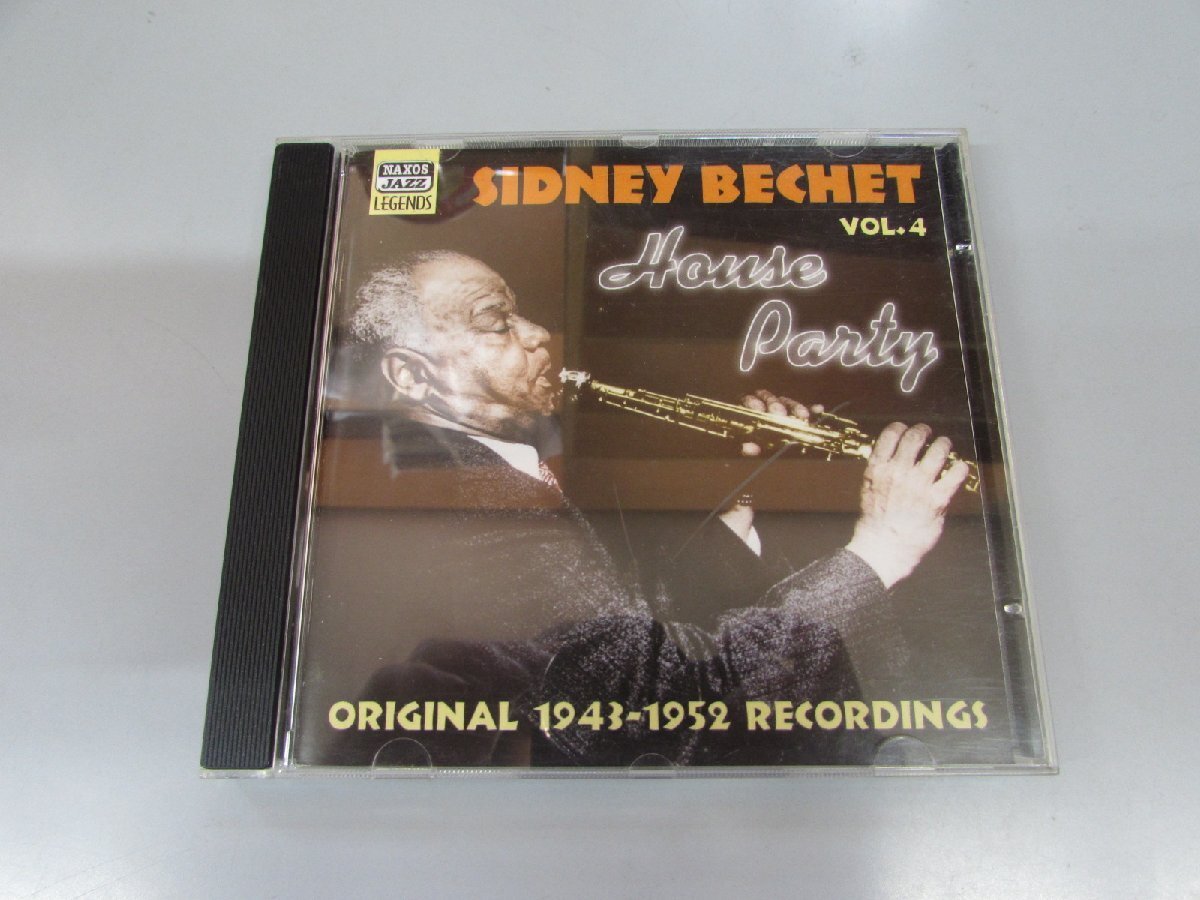 NAXOS
JAZZ
LEGENDS
SIDNEY BECHET
VOL.4
House
Party
ORIGINAL 1943-1952 RECORDINGS